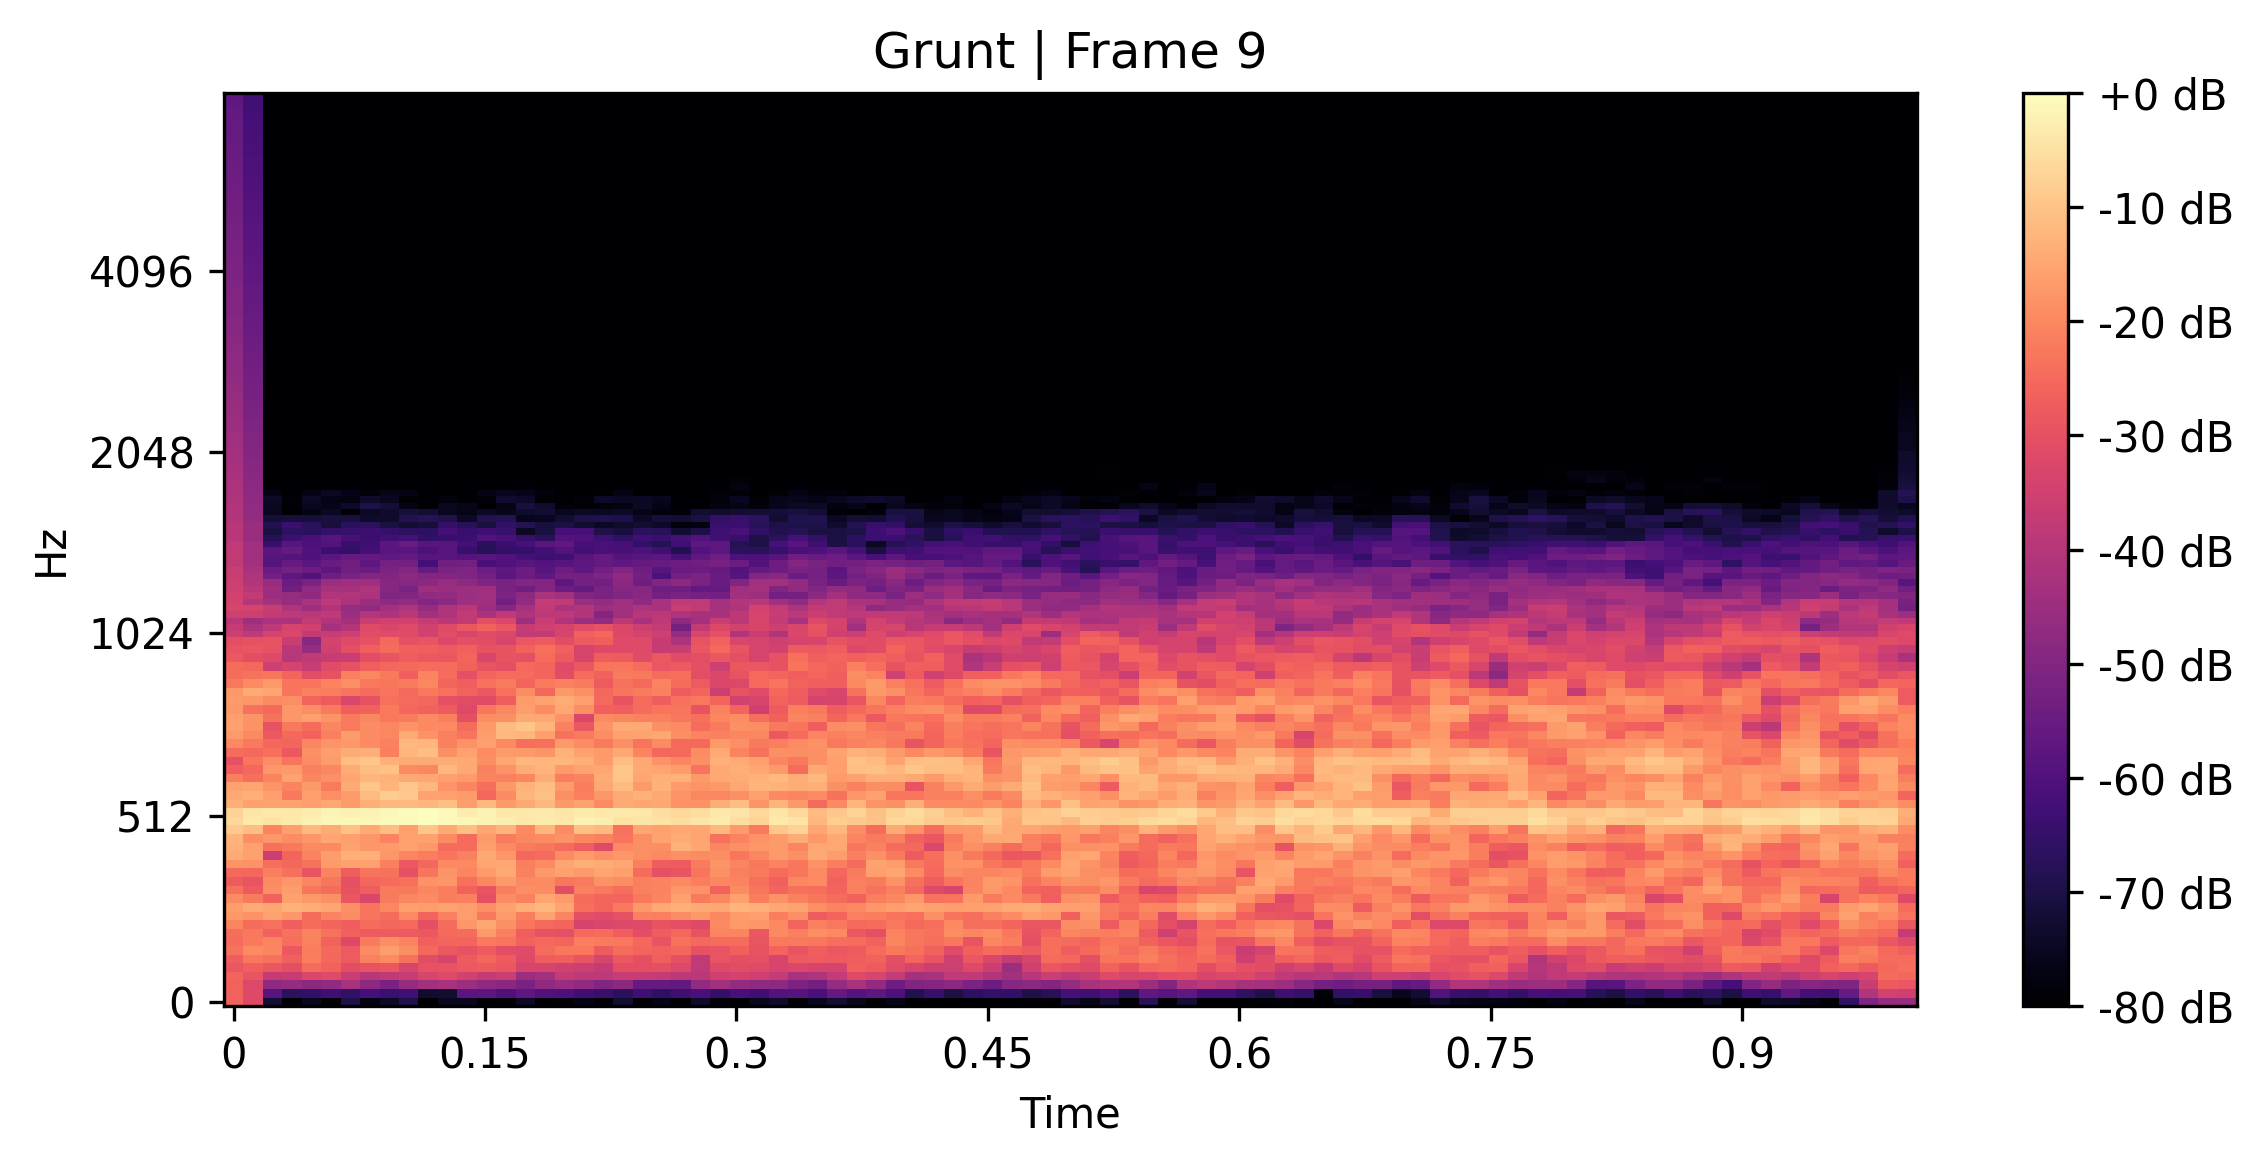 Grunt | Frame 9
+0 dB
-10 dB
-20 dB
-30 dB
-40 dB
-50 dB
-60 dB
-70 dB
-80 dB
Hz
4096
2048
1024
512
0
0 0.15 0.3 0.45 0.6 0.75 0.9
Time